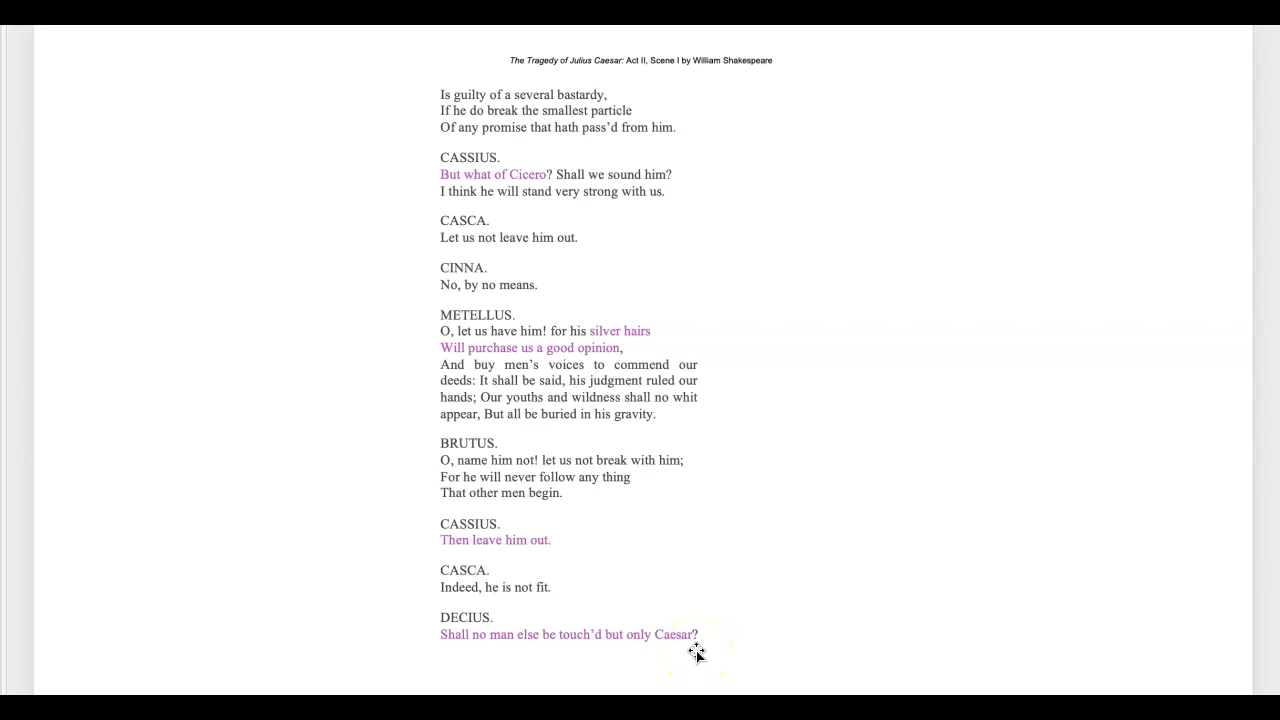 The Tragedy of Julius Caesar: Act II, Scene I by William Shakespeare
Is guilty of a several bastardy,
If he do break the smallest particle
Of any promise that hath pass’d from him.
CASSIUS.
But what of Cicero? Shall we sound him?
I think he will stand very strong with us.
CASCA.
Let us not leave him out.
CINNA.
No, by no means.
METELLUS.
O, let us have him! for his silver hairs
Will purchase us a good opinion,
And buy men’s voices to commend our
deeds: It shall be said, his judgment ruled our
hands; Our youths and wildness shall no whit
appear, But all be buried in his gravity.
BRUTUS.
O, name him not! let us not break with him;
For he will never follow any thing
That other men begin.
CASSIUS.
Then leave him out.
CASCA.
Indeed, he is not fit.
DECIUS.
Shall no man else be touch’d but only Caesar?